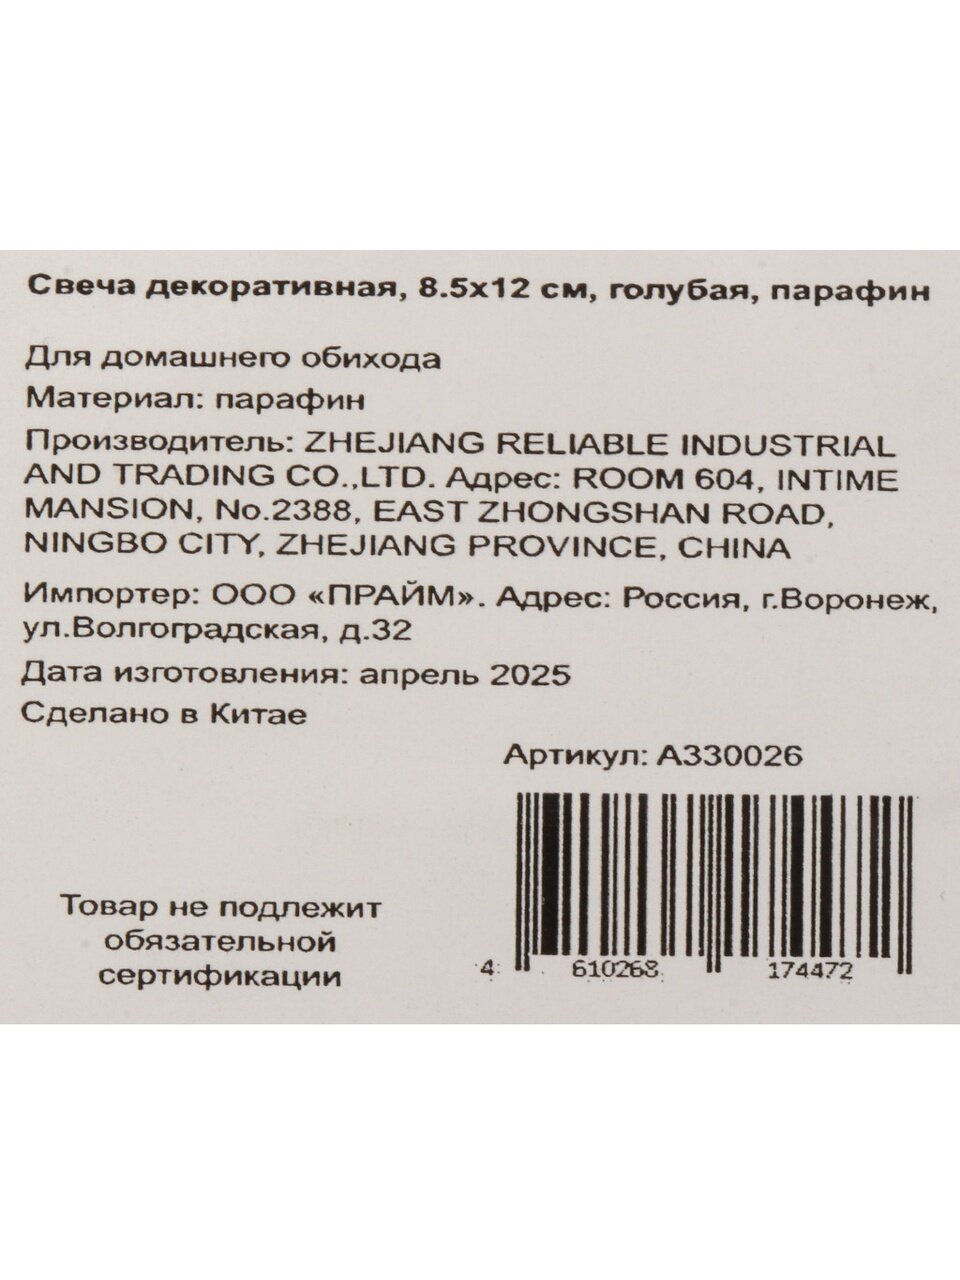 Свеча декоративная, 8.5x12 см, голубая, парафин
Для домашнего обихода
Материал: парафин
Производитель: ZHEJIANG RELIABLE INDUSTRIAL
AND TRADING CO.,LTD. Адрес: ROOM 604, INTIME
MANSION, No.2388, EAST ZHONGSHAN ROAD,
NINGBO CITY, ZHEJIANG PROVINCE, CHINA
Импортер: ООО «ПРАЙМ». Адрес: Россия, г.Воронеж,
ул.Волгоградская, д.32
Дата изготовления: апрель 2025
Сделано в Китае
Артикул: А330026
Товар не подлежит
обязательной
сертификации
4 610268 174472